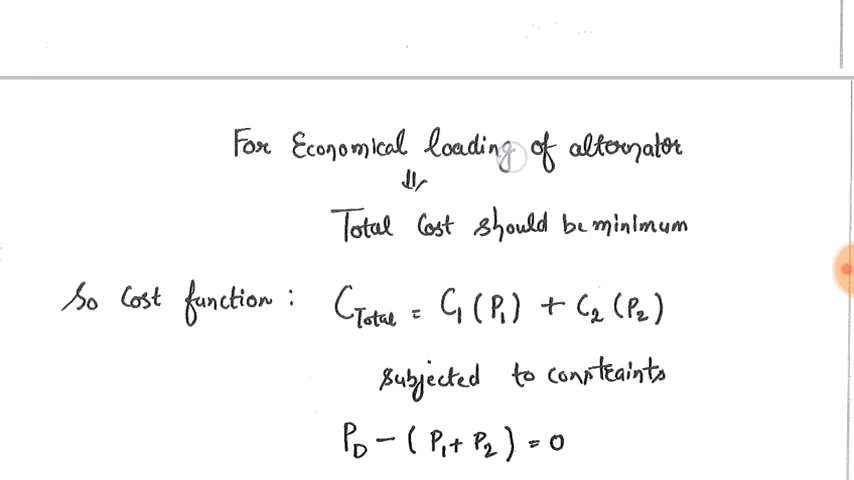 For Economical loading of alternator
⇓
Total Cost should be minimum
So Cost function : C_Total = C₁ (P₁) + C₂ (P₂)
subjected to constraints
P_D - ( P₁ + P₂ ) = 0